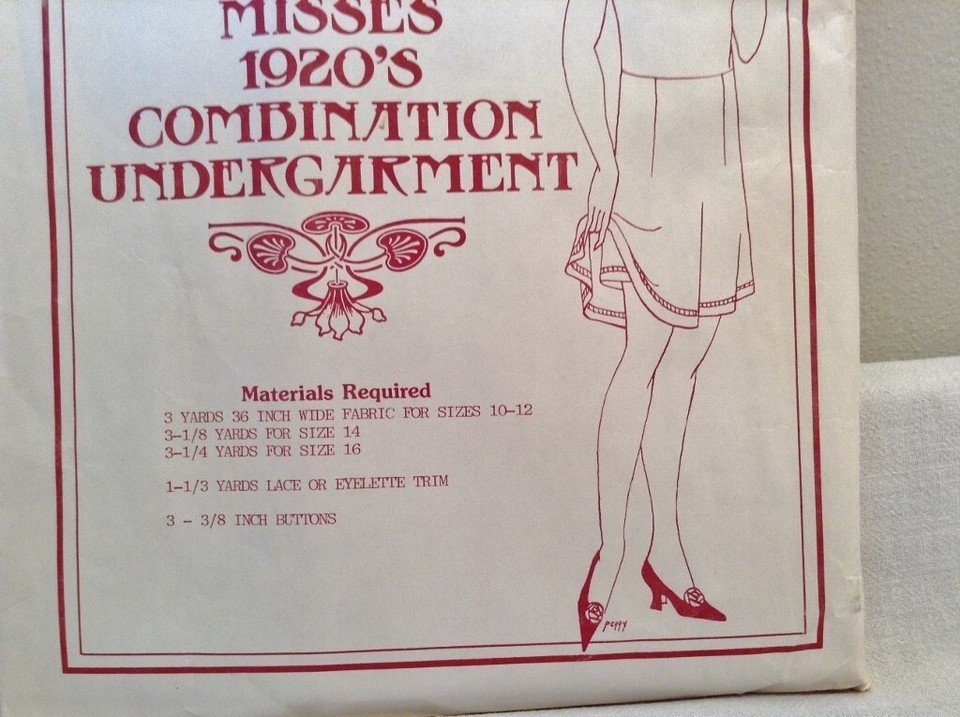 MISSES
1920'S
COMBINATION
UNDERGARMENT
Materials Required
3 YARDS 36 INCH WIDE FABRIC FOR SIZES 10-12
3-1/8 YARDS FOR SIZE 14
3-1/4 YARDS FOR SIZE 16
1-1/3 YARDS LACE OR EYELETTE TRIM
3 - 3/8 INCH BUTTONS
peggy